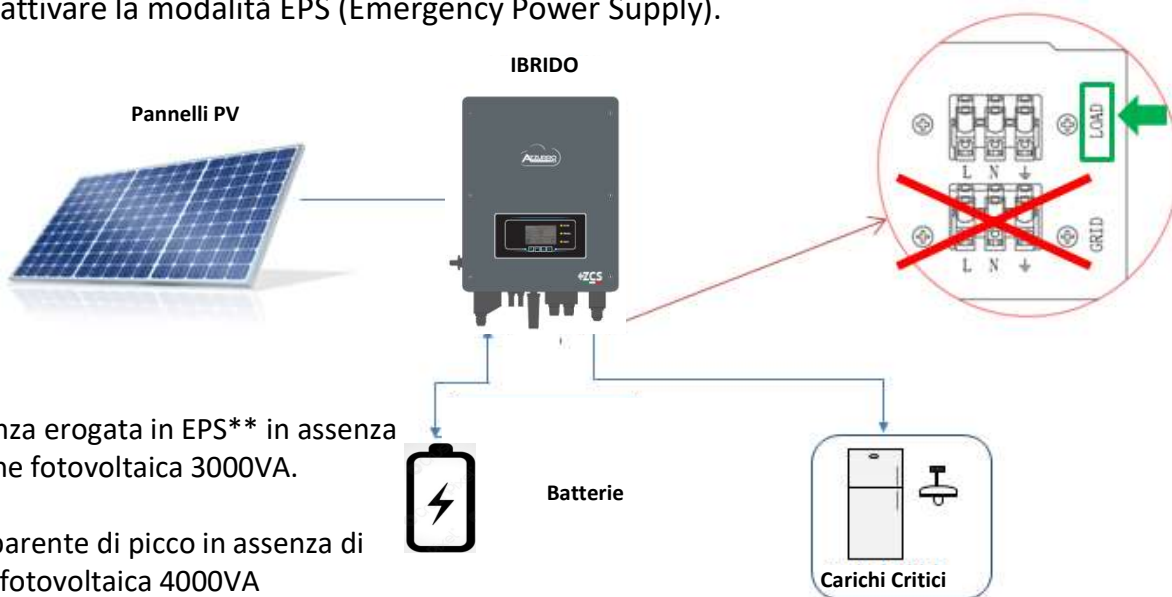 attivare la modalità EPS (Emergency Power Supply).
IBRIDO
Pannelli PV
AZZURRO
ZCS
LOAD
L N
GRID
L N
nza erogata in EPS** in assenza
ne fotovoltaica 3000VA.
Batterie
parente di picco in assenza di
fotovoltaica 4000VA
Carichi Critici